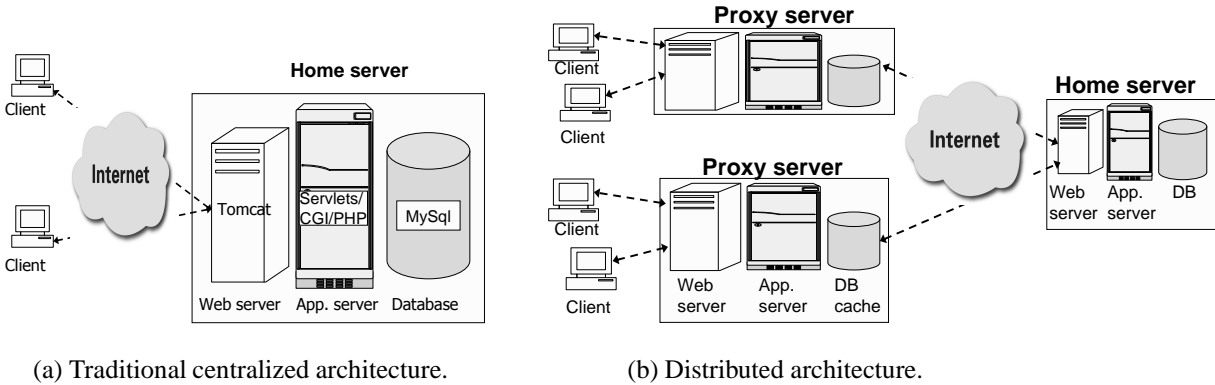 Client
Client
Internet
Home server
Tomcat
Servlets/
CGI/PHP
MySql
Web server
App. server
Database
(a) Traditional centralized architecture.
Proxy server
Client
Client
Proxy server
Client
Client
Web
server
App.
server
DB
cache
Internet
Home server
Web
server
App.
server
DB
(b) Distributed architecture.